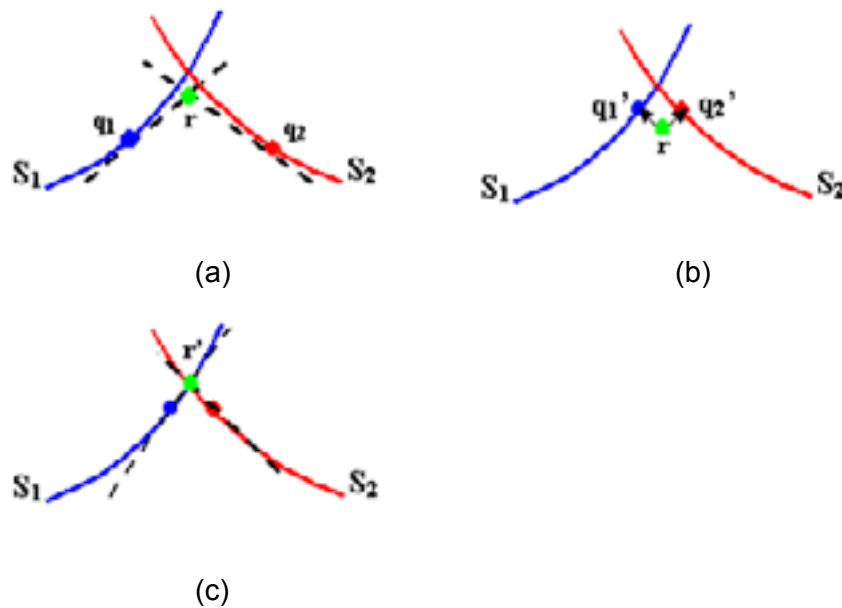 q₁ r q₂
S₁ S₂
(a)
q₁' q₂'
r
S₁ S₂
(b)
r'
S₁ S₂
(c)